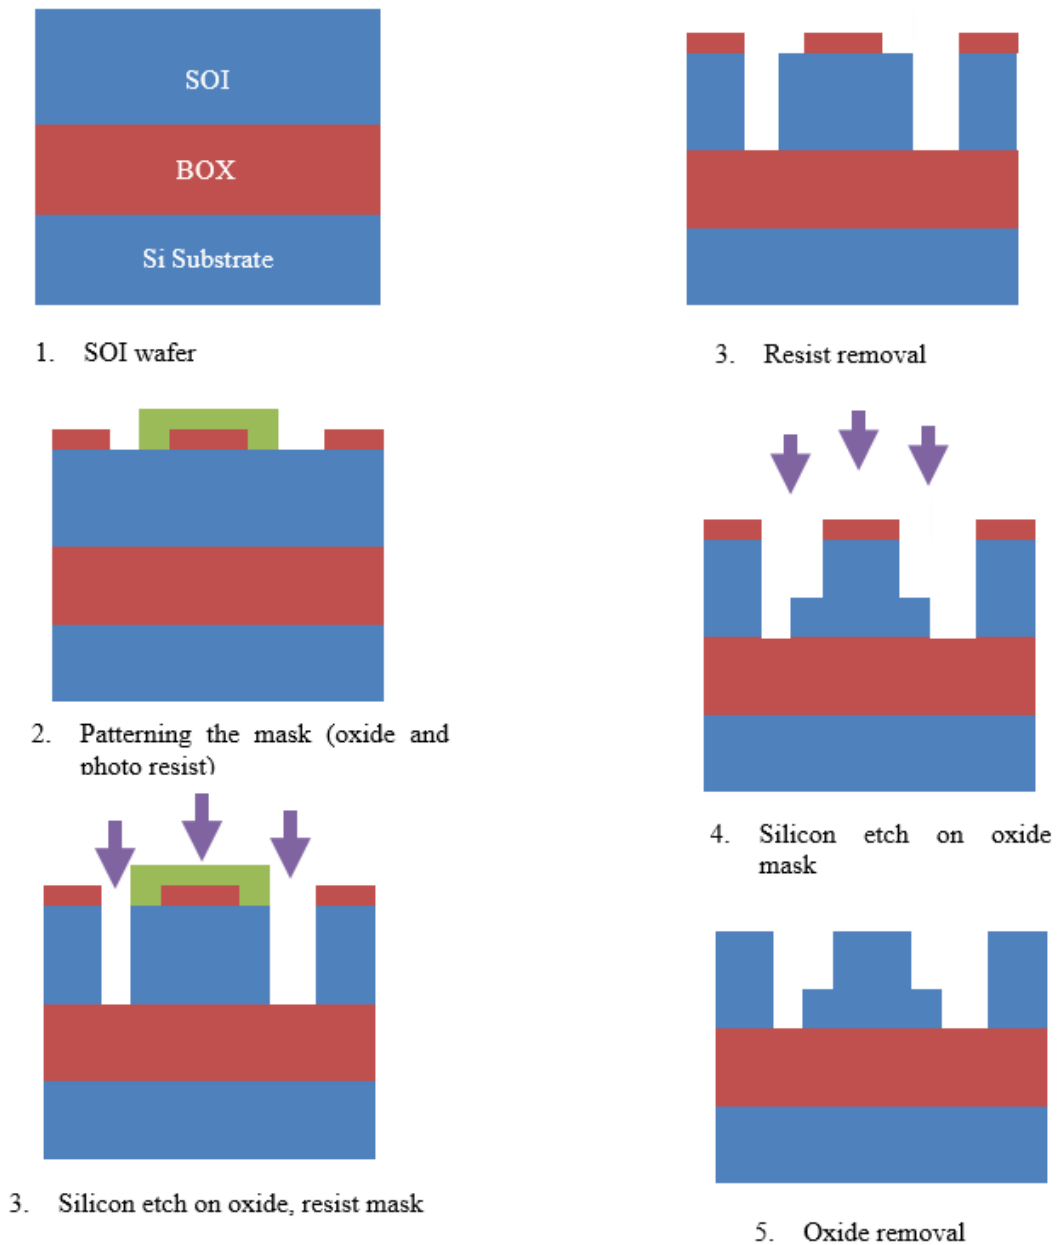 SOI
BOX
Si Substrate
1. SOI wafer
2. Patterning the mask (oxide and
photo resist)
3. Silicon etch on oxide, resist mask
3. Resist removal
4. Silicon etch on oxide
mask
5. Oxide removal